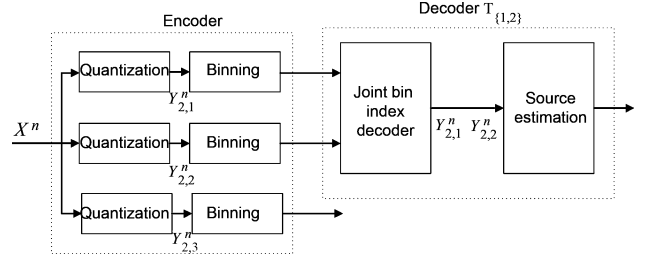 Encoder
Decoder T_{1,2}
Quantization
Binning
Y^n_{2,1}
X^n
Quantization
Binning
Y^n_{2,2}
Quantization
Binning
Y^n_{2,3}
Joint bin
index
decoder
Y^n_{2,1} Y^n_{2,2}
Source
estimation